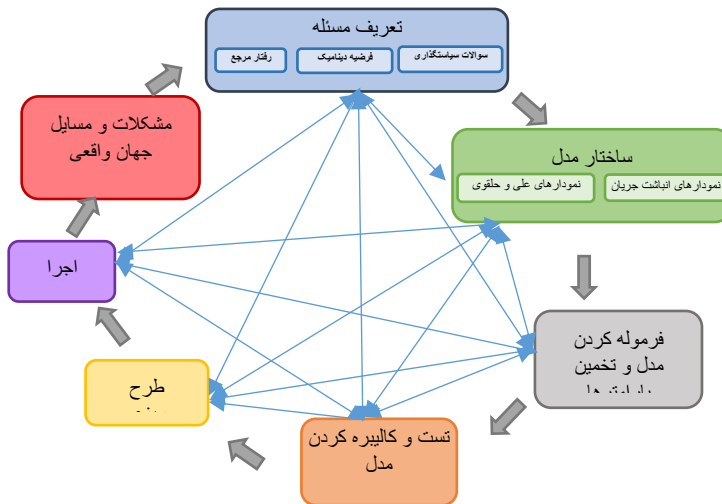 تعریف مسئله
سوالات سیاستگذاری
فرضیه دینامیک
رفتار مرجع
ساختار مدل
نمودارهای انباشت جریان
نمودارهای علی و حلقوی
فرموله کردن
مدل و تخمین
تست و کالیبره کردن
مدل
طرح
اجرا
مشکلات و مسایل
جهان واقعی